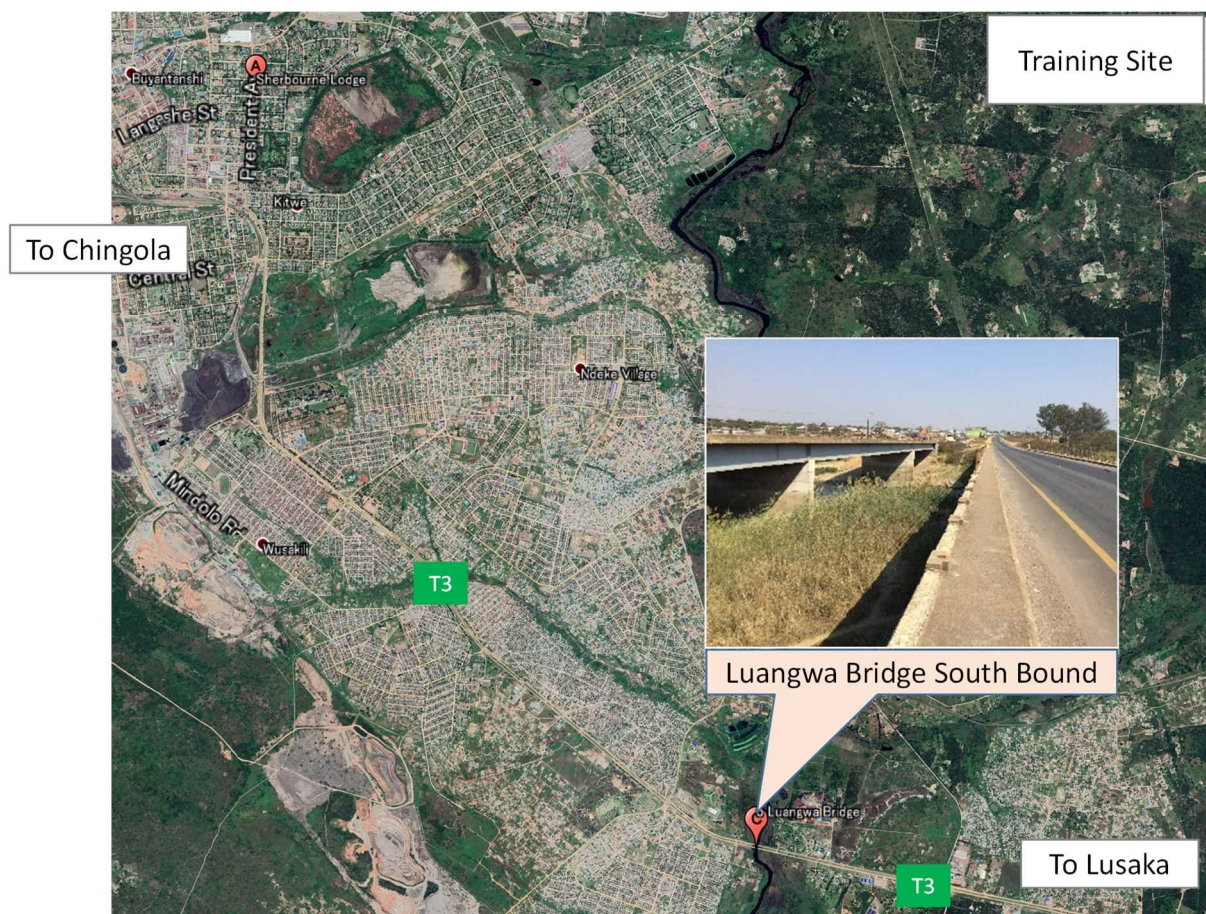 Training Site
Buyantanshi
A
Sherbourne Lodge
Langashe St
President A
Kitwe
To Chingola
Central St
Ndeke Village
Mindolo Rd
Wusakili
T3
Luangwa Bridge South Bound
Luangwa Bridge
To Lusaka
T3